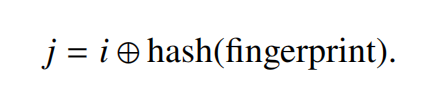 j = i ⊕ hash(fingerprint).